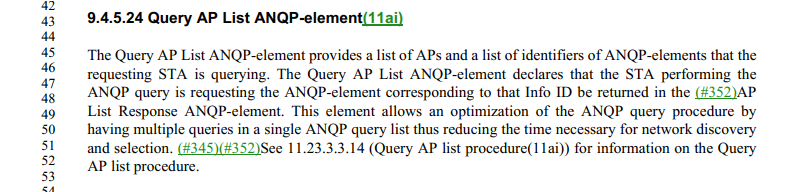 42
43 9.4.5.24 Query AP List ANQP-element(11ai)
44
45 The Query AP List ANQP-element provides a list of APs and a list of identifiers of ANQP-elements that the
46 requesting STA is querying. The Query AP List ANQP-element declares that the STA performing the
47 ANQP query is requesting the ANQP-element corresponding to that Info ID be returned in the (#352)AP
48 List Response ANQP-element. This element allows an optimization of the ANQP query procedure by
49 having multiple queries in a single ANQP query list thus reducing the time necessary for network discovery
50 and selection. (#345)(#352)See 11.23.3.3.14 (Query AP list procedure(11ai)) for information on the Query
51 AP list procedure.
52
53
54